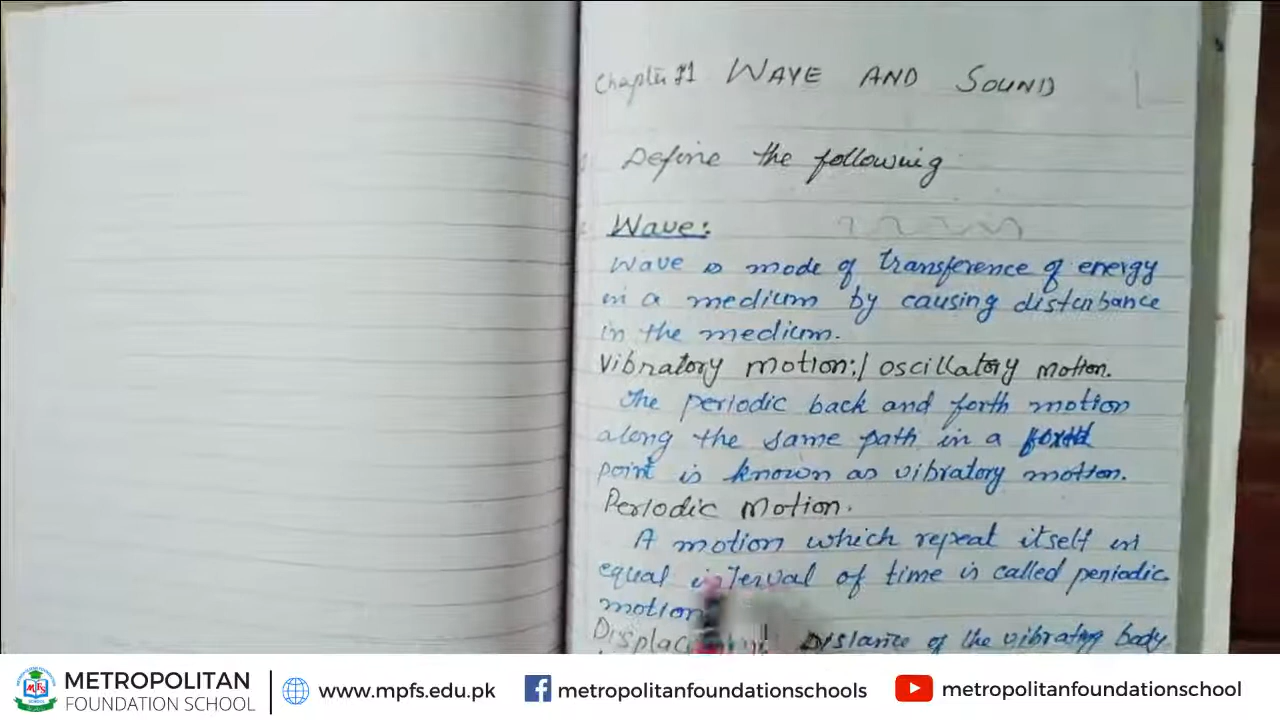 Chapter 11 WAVE AND SOUND
Define the following
Wave:
Wave is mode of transference of energy
in a medium by causing disturbance
in the medium.
Vibratory motion:/ oscillatory motion.
The periodic back and forth motion
along the same path in a
point is known as vibratory motion.
Periodic Motion.
A motion which repeat itself in
equal interval of time is called periodic
motion
Distance of the vibrating body
METROPOLITAN
FOUNDATION SCHOOL
www.mpfs.edu.pk
metropolitanfoundationschools
metropolitanfoundationschool
MFS